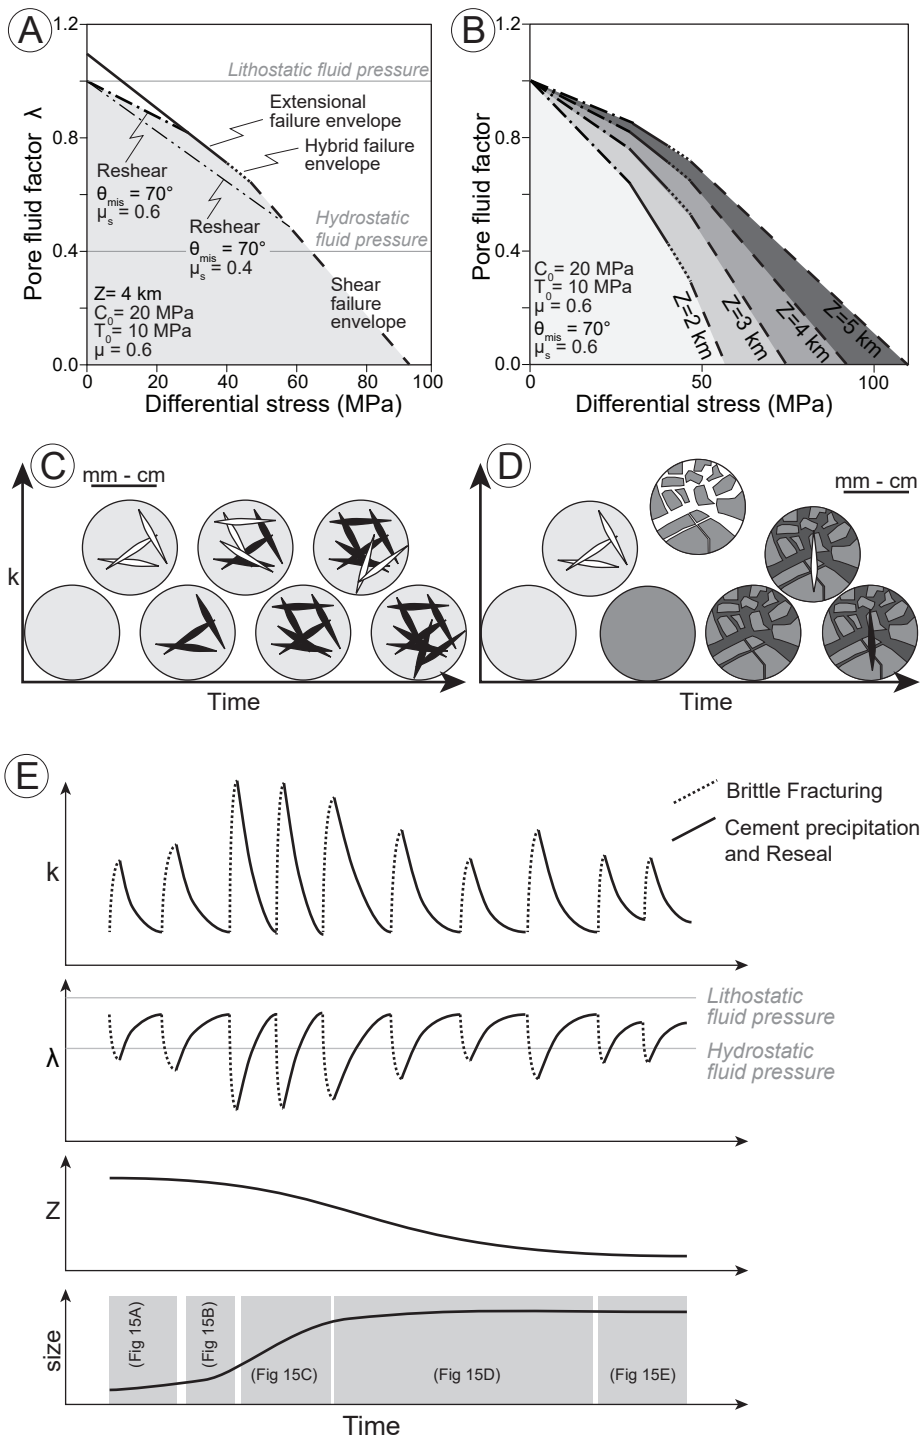 A
1.2
0.8
0.4
0.0
Pore fluid factor λ
Lithostatic fluid pressure
Extensional
failure envelope
Hybrid failure
envelope
Reshear
θmis = 70°
μs = 0.6
Reshear
θmis = 70°
μs = 0.4
Hydrostatic
fluid pressure
Shear
failure
envelope
Z= 4 km
C0= 20 MPa
T0= 10 MPa
μ = 0.6
0
20
40
60
80
100
Differential stress (MPa)
B
1.2
0.8
0.4
0.0
Pore fluid factor
C0= 20 MPa
T0= 10 MPa
μ = 0.6
θmis = 70°
μs = 0.6
Z=2 km
Z=3 km
Z=4 km
Z=5 km
0
50
100
Differential stress (MPa)
C
mm - cm
k
Time
D
mm - cm
Time
E
k
Brittle Fracturing
Cement precipitation
and Reseal
λ
Lithostatic
fluid pressure
Hydrostatic
fluid pressure
Z
size
(Fig 15A)
(Fig 15B)
(Fig 15C)
(Fig 15D)
(Fig 15E)
Time